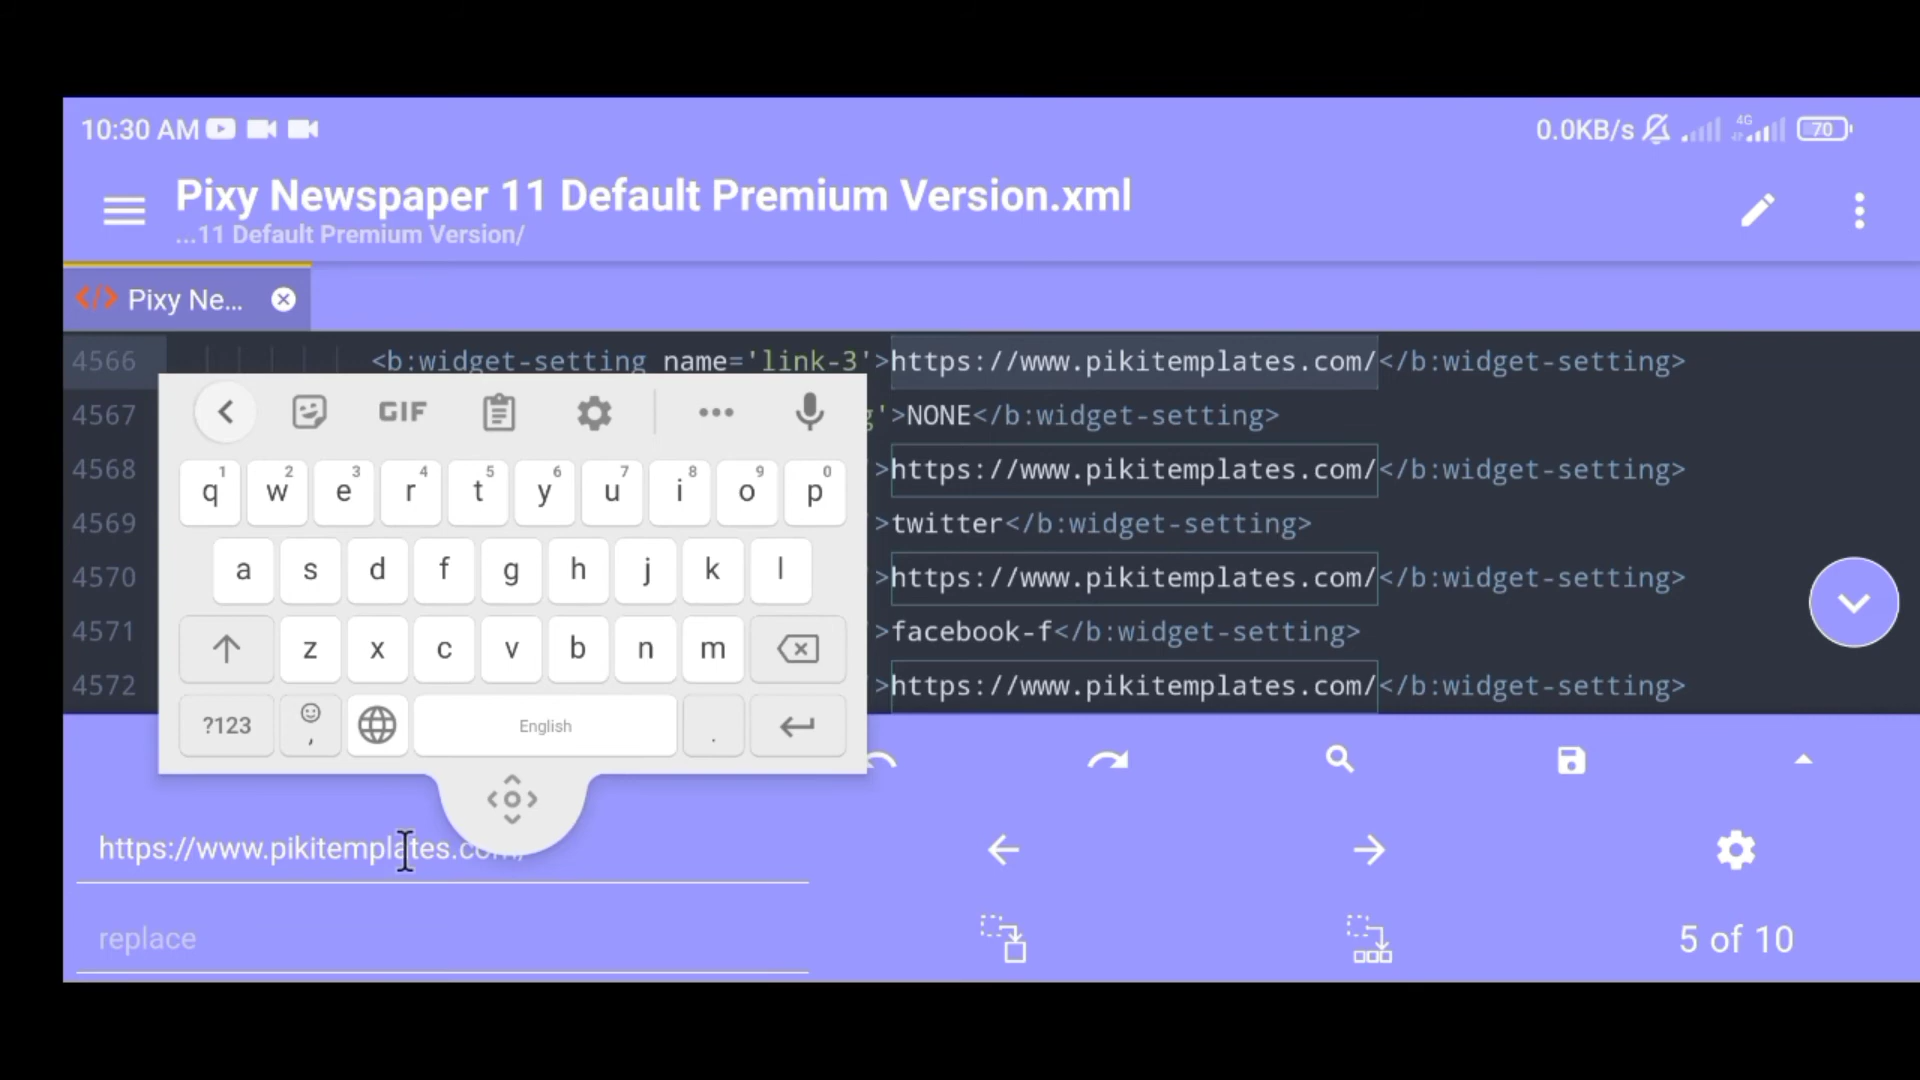 10:30 AM
0.0KB/s 4G 70
Pixy Newspaper 11 Default Premium Version.xml
...11 Default Premium Version/
</> Pixy Ne...
4566 <b:widget-setting name='link-3'>https://www.pikitemplates.com/</b:widget-setting>
4567 g'>NONE</b:widget-setting>
4568 '>https://www.pikitemplates.com/</b:widget-setting>
4569 '>twitter</b:widget-setting>
4570 '>https://www.pikitemplates.com/</b:widget-setting>
4571 '>facebook-f</b:widget-setting>
4572 '>https://www.pikitemplates.com/</b:widget-setting>
GIF
1 2 3 4 5 6 7 8 9 0
q w e r t y u i o p
a s d f g h j k l
z x c v b n m
?123 , English .
https://www.pikitemplates.com/
replace
5 of 10